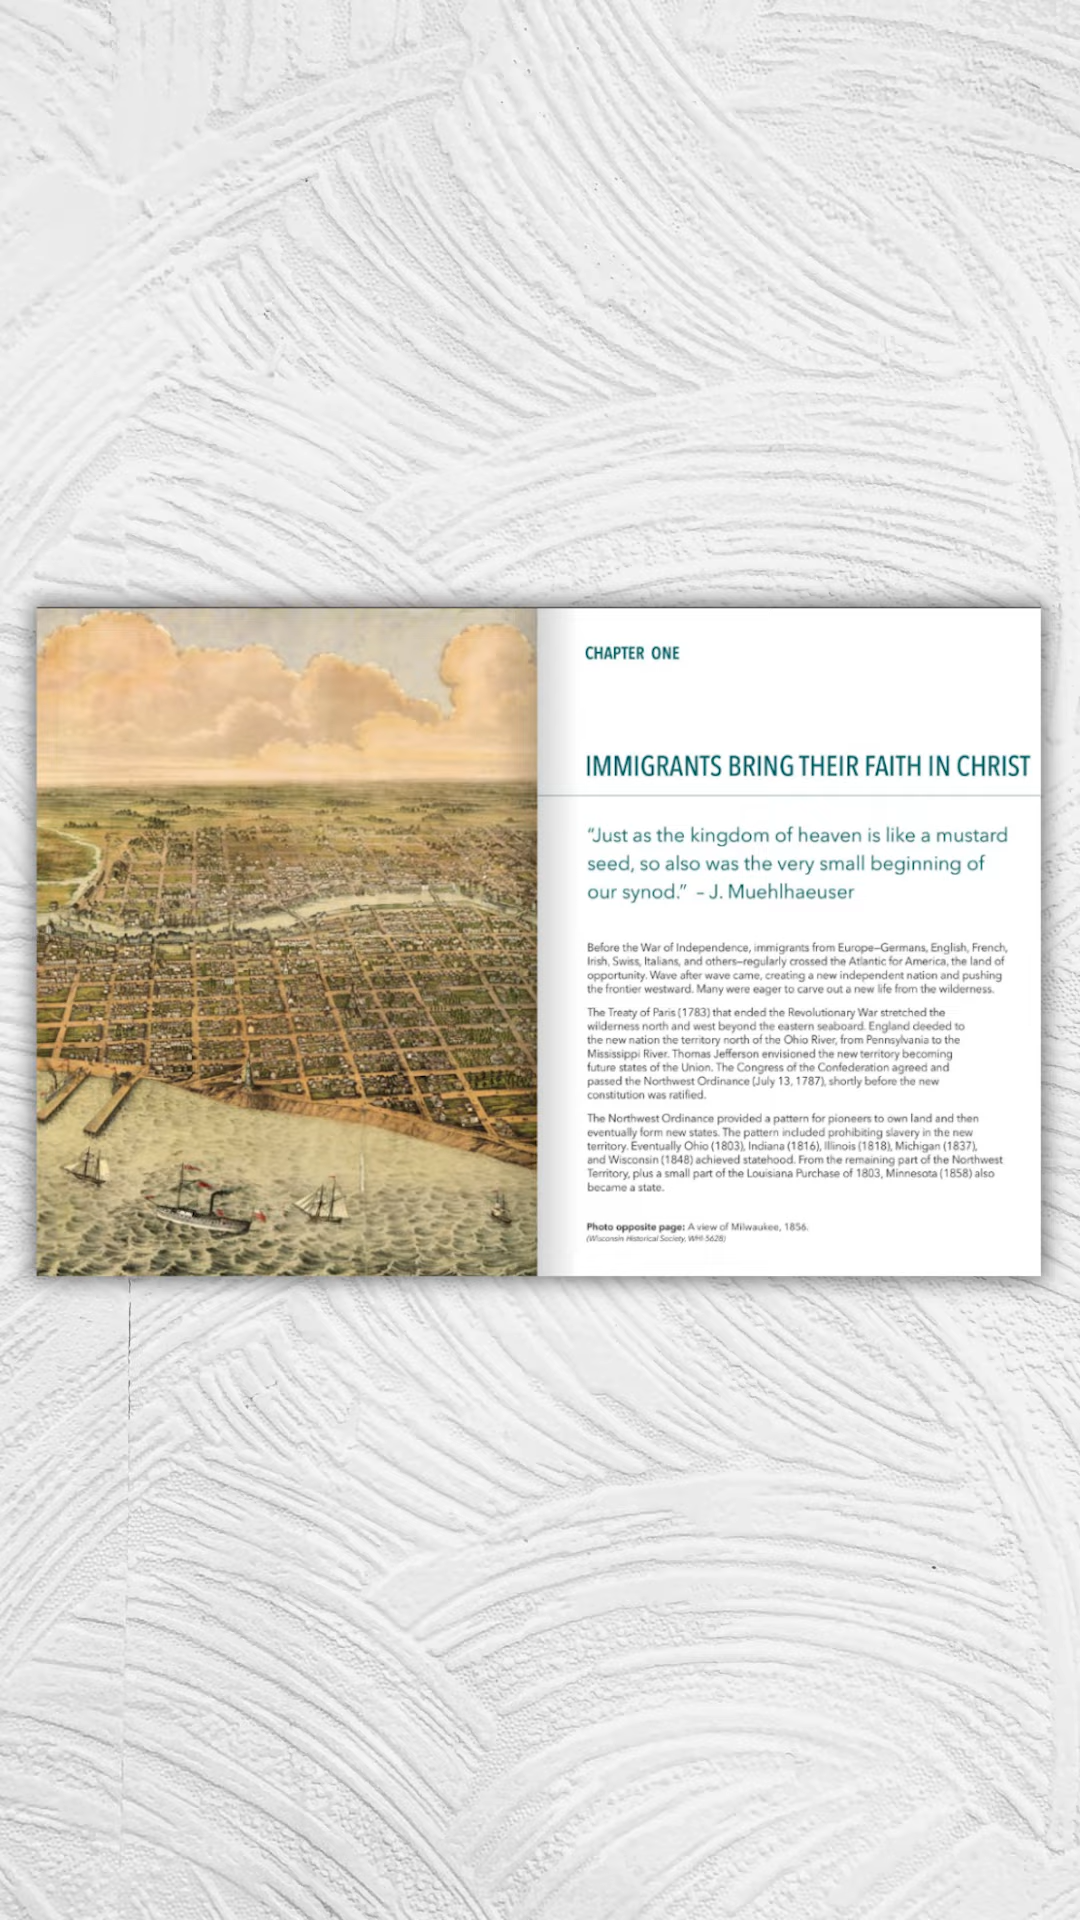 CHAPTER ONE
IMMIGRANTS BRING THEIR FAITH IN CHRIST
“Just as the kingdom of heaven is like a mustard
seed, so also was the very small beginning of
our synod.” – J. Muehlhaeuser
Before the War of Independence, immigrants from Europe—Germans, English, French,
Irish, Swiss, Italians, and others—regularly crossed the Atlantic for America, the land of
opportunity. Wave after wave came, creating a new independent nation and pushing
the frontier westward. Many were eager to carve out a new life from the wilderness.
The Treaty of Paris (1783) that ended the Revolutionary War stretched the
wilderness north and west beyond the eastern seaboard. England deeded to
the new nation the territory north of the Ohio River, from Pennsylvania to the
Mississippi River. Thomas Jefferson envisioned the new territory becoming
future states of the Union. The Congress of the Confederation agreed and
passed the Northwest Ordinance (July 13, 1787), shortly before the new
constitution was ratified.
The Northwest Ordinance provided a pattern for pioneers to own land and then
eventually form new states. The pattern included prohibiting slavery in the new
territory. Eventually Ohio (1803), Indiana (1816), Illinois (1818), Michigan (1837),
and Wisconsin (1848) achieved statehood. From the remaining part of the Northwest
Territory, plus a small part of the Louisiana Purchase of 1803, Minnesota (1858) also
became a state.
Photo opposite page: A view of Milwaukee, 1856.
(Wisconsin Historical Society, WHI 5628)